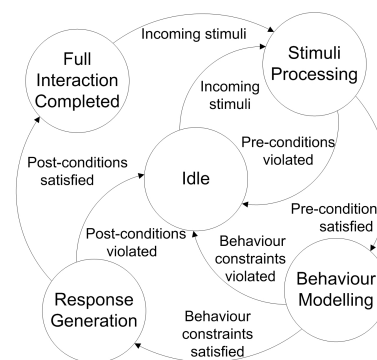 Incoming stimuli
Full
Interaction
Completed
Stimuli
Processing
Incoming
stimuli
Pre-conditions
violated
Post-conditions
satisfied
Idle
Pre-condition
satisfied
Post-conditions
violated
Behaviour
constraints
violated
Behaviour
Modelling
Response
Generation
Behaviour
constraints
satisfied